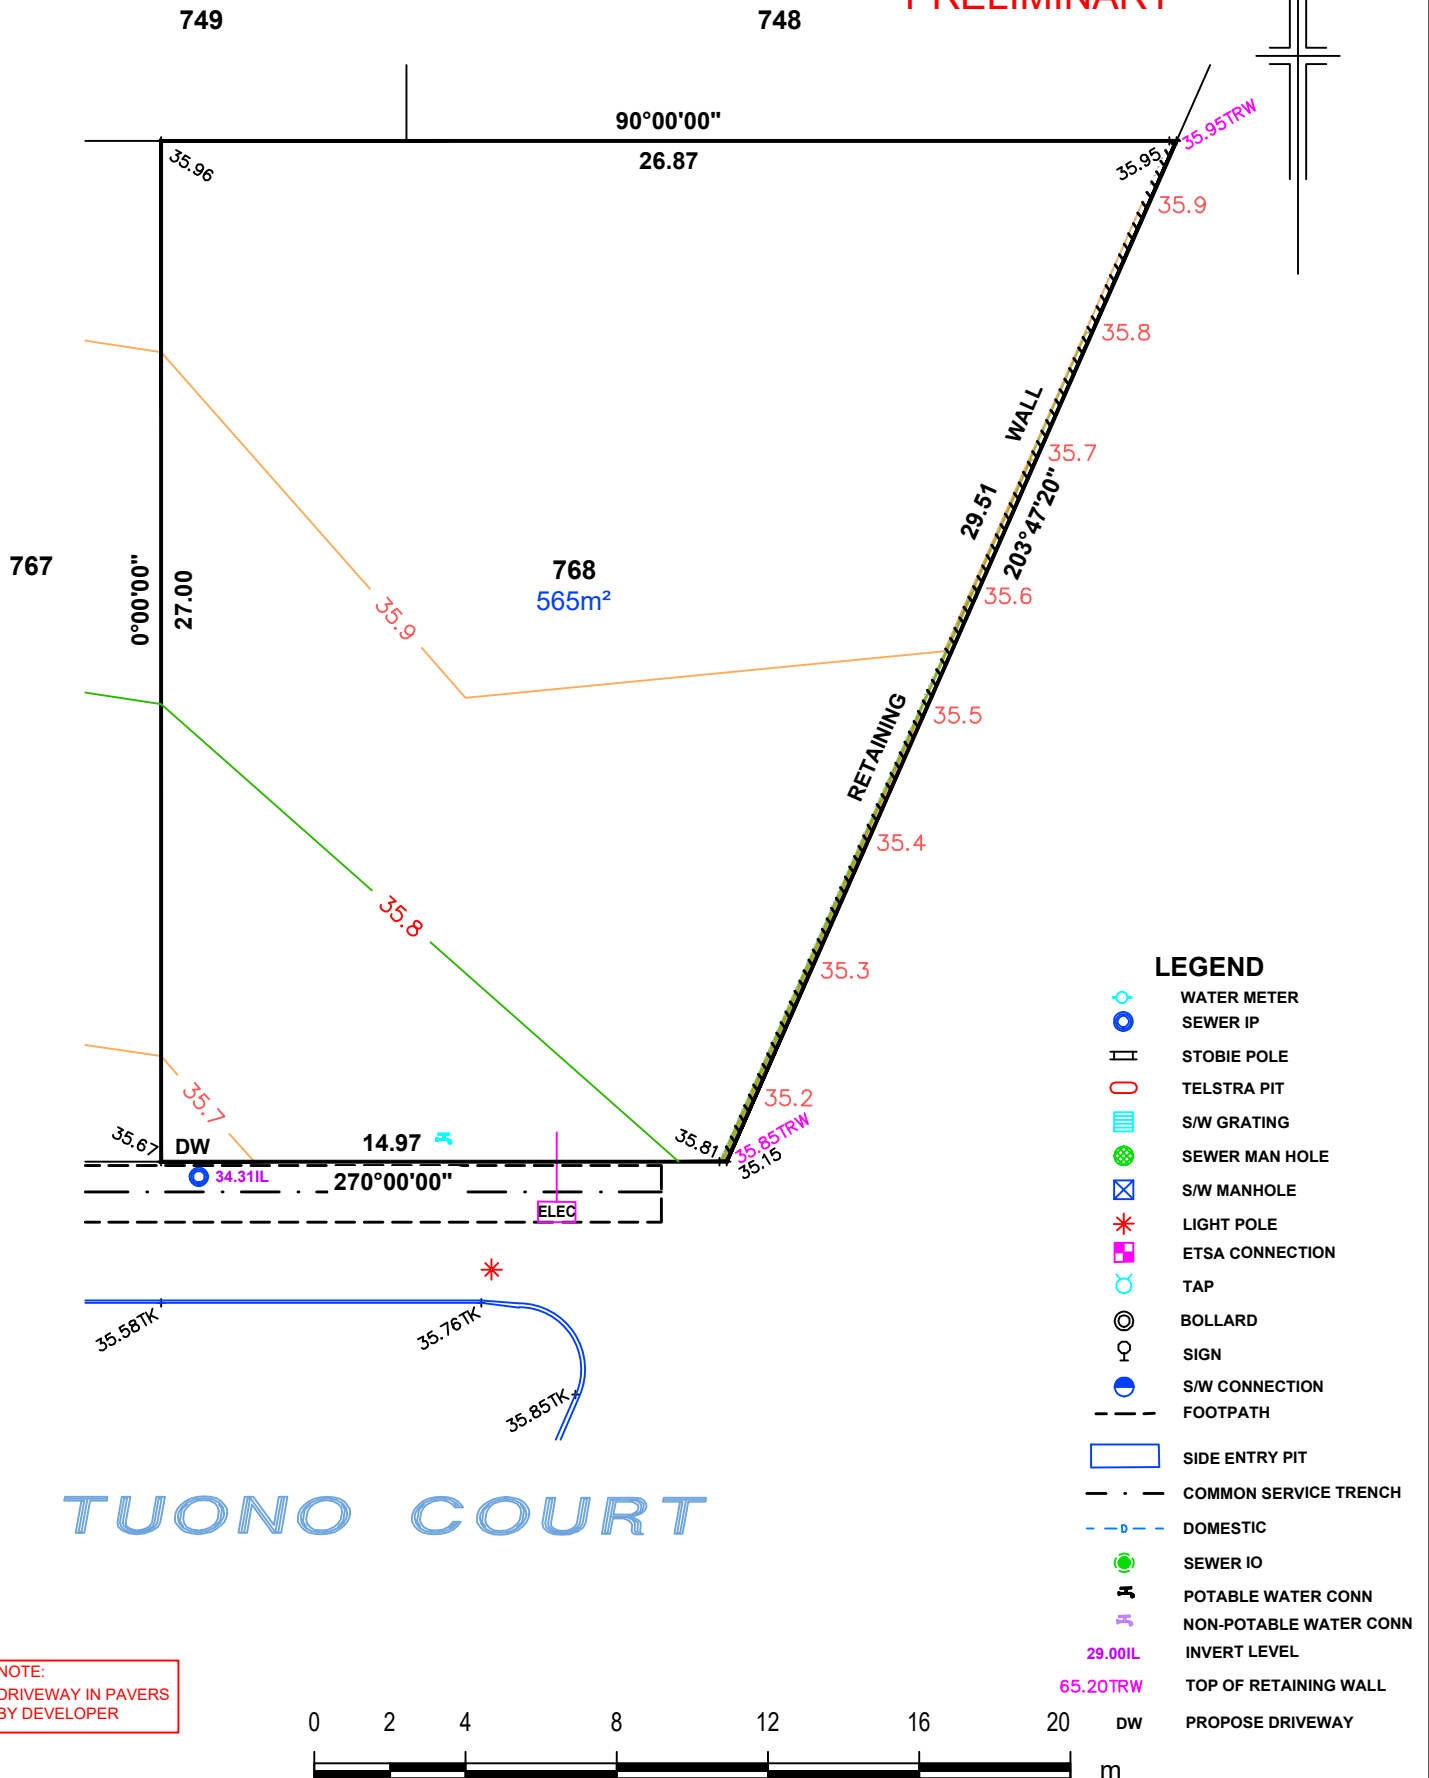 PRELIMINARY
749
748
90°00'00"
26.87
35.96
35.95
35.95TRW
35.9
35.8
WALL
35.7
29.51
203°47'20"
767
0°00'00"
27.00
768
565m²
35.9
35.6
RETAINING
35.5
35.4
35.8
35.3
35.7
35.2
35.67
DW
14.97
35.81
35.85TRW
35.15
34.31IL
270°00'00"
ELEC
35.58TK
35.76TK
35.85TK
TUONO COURT
LEGEND
WATER METER
SEWER IP
STOBIE POLE
TELSTRA PIT
S/W GRATING
SEWER MAN HOLE
S/W MANHOLE
LIGHT POLE
ETSA CONNECTION
TAP
BOLLARD
SIGN
S/W CONNECTION
FOOTPATH
SIDE ENTRY PIT
COMMON SERVICE TRENCH
D DOMESTIC
SEWER IO
POTABLE WATER CONN
NON-POTABLE WATER CONN
29.00IL INVERT LEVEL
65.20TRW TOP OF RETAINING WALL
DW PROPOSE DRIVEWAY
NOTE:
DRIVEWAY IN PAVERS
BY DEVELOPER
0 2 4 8 12 16 20
m